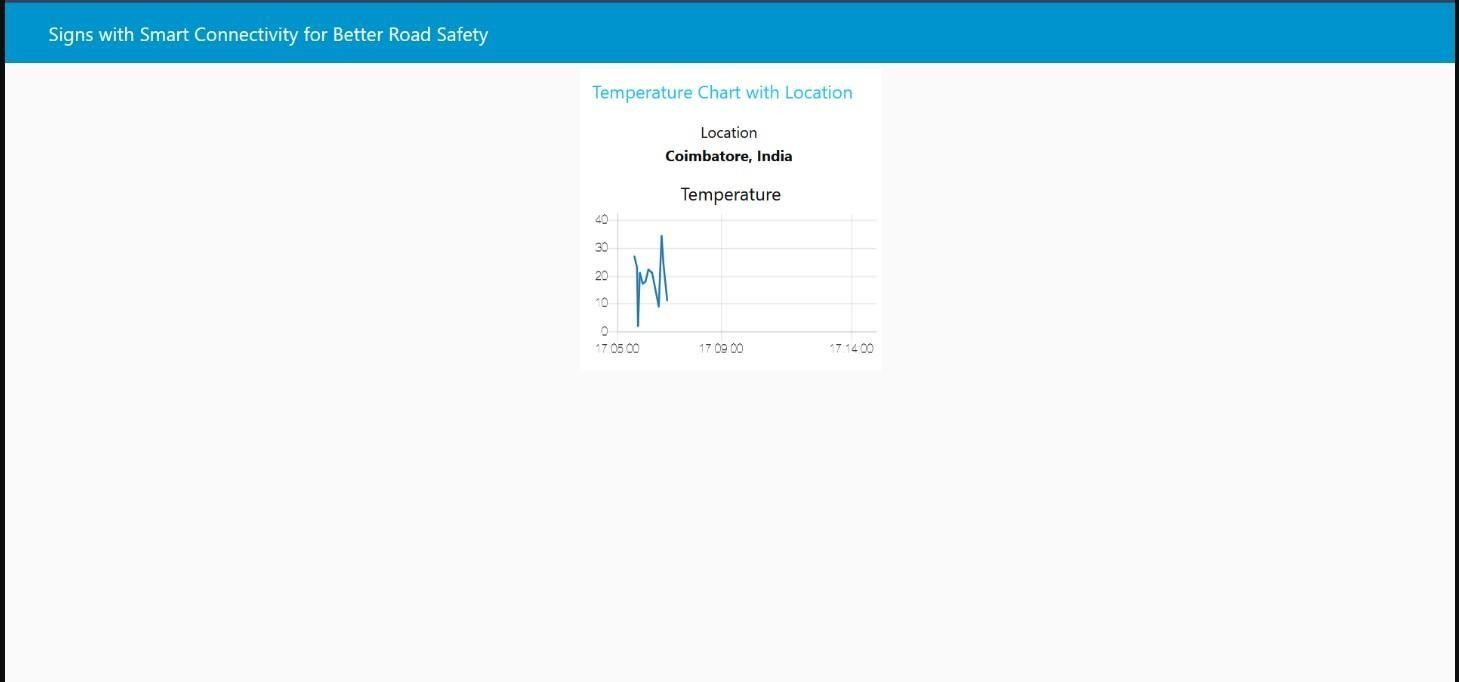 Signs with Smart Connectivity for Better Road Safety
Temperature Chart with Location
Location
Coimbatore, India
Temperature
40
30
20
10
0
17:05:00 17:09:00 17:14:00